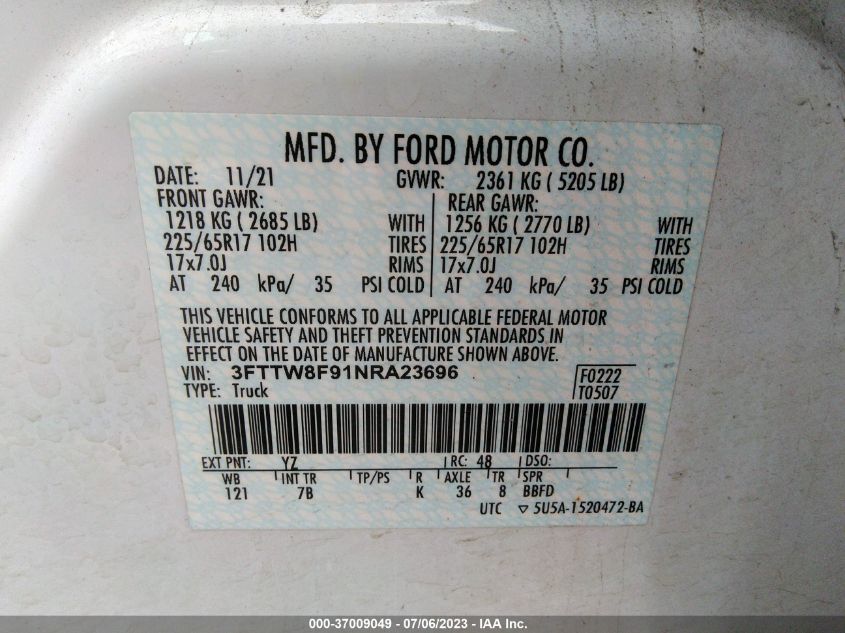 MFD. BY FORD MOTOR CO.
DATE: 11/21 GVWR: 2361 KG ( 5205 LB)
FRONT GAWR: REAR GAWR:
1218 KG ( 2685 LB) WITH 1256 KG ( 2770 LB) WITH
225/65R17 102H TIRES 225/65R17 102H TIRES
17x7.0J RIMS 17x7.0J RIMS
AT 240 kPa/ 35 PSI COLD AT 240 kPa/ 35 PSI COLD
THIS VEHICLE CONFORMS TO ALL APPLICABLE FEDERAL MOTOR
VEHICLE SAFETY AND THEFT PREVENTION STANDARDS IN
EFFECT ON THE DATE OF MANUFACTURE SHOWN ABOVE.
VIN: 3FTTW8F91NRA23696 F0222
TYPE: Truck T0507
EXT PNT: YZ RC: 48 DSO:
WB INT TR TP/PS R AXLE TR SPR
121 7B K 36 8 BBFD
UTC ▽ 5U5A-1520472-BA
000-37009049 - 07/06/2023 - IAA Inc.